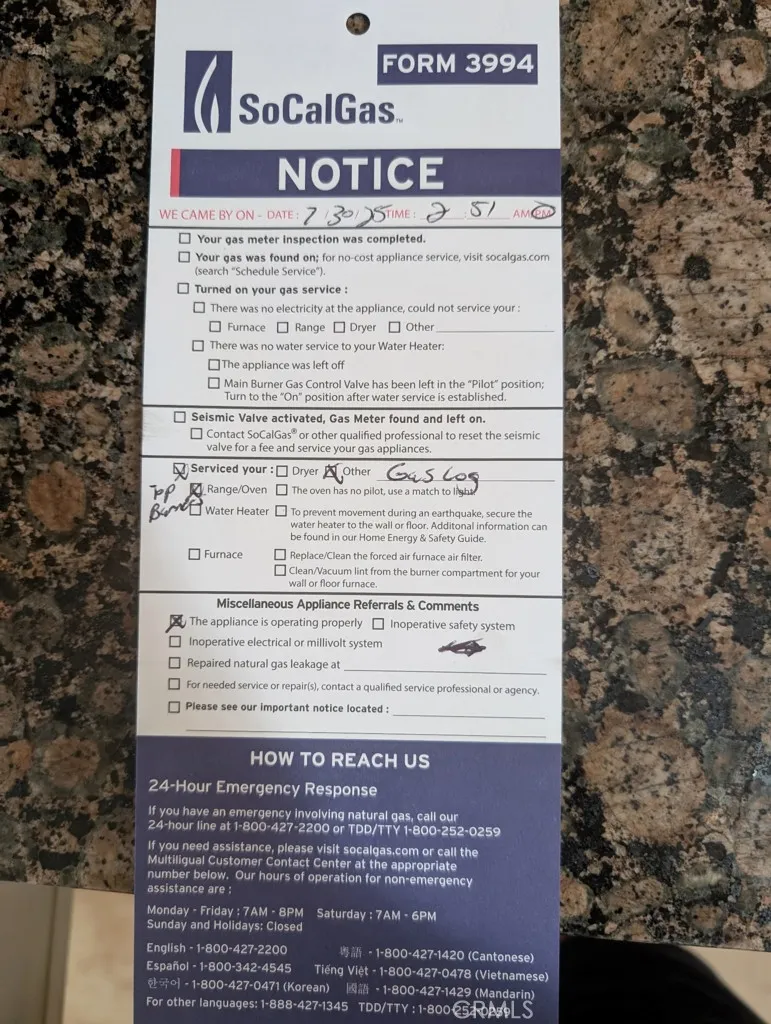 FORM 3994
SoCalGas™
NOTICE
WE CAME BY ON - DATE: 7/30/25 TIME: 2:51 AM PM
Your gas meter inspection was completed.
Your gas was found on; for no-cost appliance service, visit socalgas.com
(search "Schedule Service").
Turned on your gas service :
There was no electricity at the appliance, could not service your :
Furnace Range Dryer Other
There was no water service to your Water Heater:
The appliance was left off
Main Burner Gas Control Valve has been left in the "Pilot" position;
Turn to the "On" position after water service is established.
Seismic Valve activated, Gas Meter found and left on.
Contact SoCalGas® or other qualified professional to reset the seismic
valve for a fee and service your gas appliances.
Serviced your : Dryer Other Gas Log
Top Range/Oven The oven has no pilot, use a match to light
Burner Water Heater To prevent movement during an earthquake, secure the
water heater to the wall or floor. Additonal information can
be found in our Home Energy & Safety Guide.
Furnace Replace/Clean the forced air furnace air filter.
Clean/Vacuum lint from the burner compartment for your
wall or floor furnace.
Miscellaneous Appliance Referrals & Comments
The appliance is operating properly Inoperative safety system
Inoperative electrical or millivolt system
Repaired natural gas leakage at
For needed service or repair(s), contact a qualified service professional or agency.
Please see our important notice located :
HOW TO REACH US
24-Hour Emergency Response
If you have an emergency involving natural gas, call our
24-hour line at 1-800-427-2200 or TDD/TTY 1-800-252-0259
If you need assistance, please visit socalgas.com or call the
Multiligual Customer Contact Center at the appropriate
number below. Our hours of operation for non-emergency
assistance are :
Monday - Friday : 7AM - 8PM Saturday : 7AM - 6PM
Sunday and Holidays: Closed
English - 1-800-427-2200 粵語 - 1-800-427-1420 (Cantonese)
Español - 1-800-342-4545 Tiếng Việt - 1-800-427-0478 (Vietnamese)
한국어 - 1-800-427-0471 (Korean) 國語 - 1-800-427-1429 (Mandarin)
For other languages: 1-888-427-1345 TDD/TTY : 1-800-252-0259
CRMLS